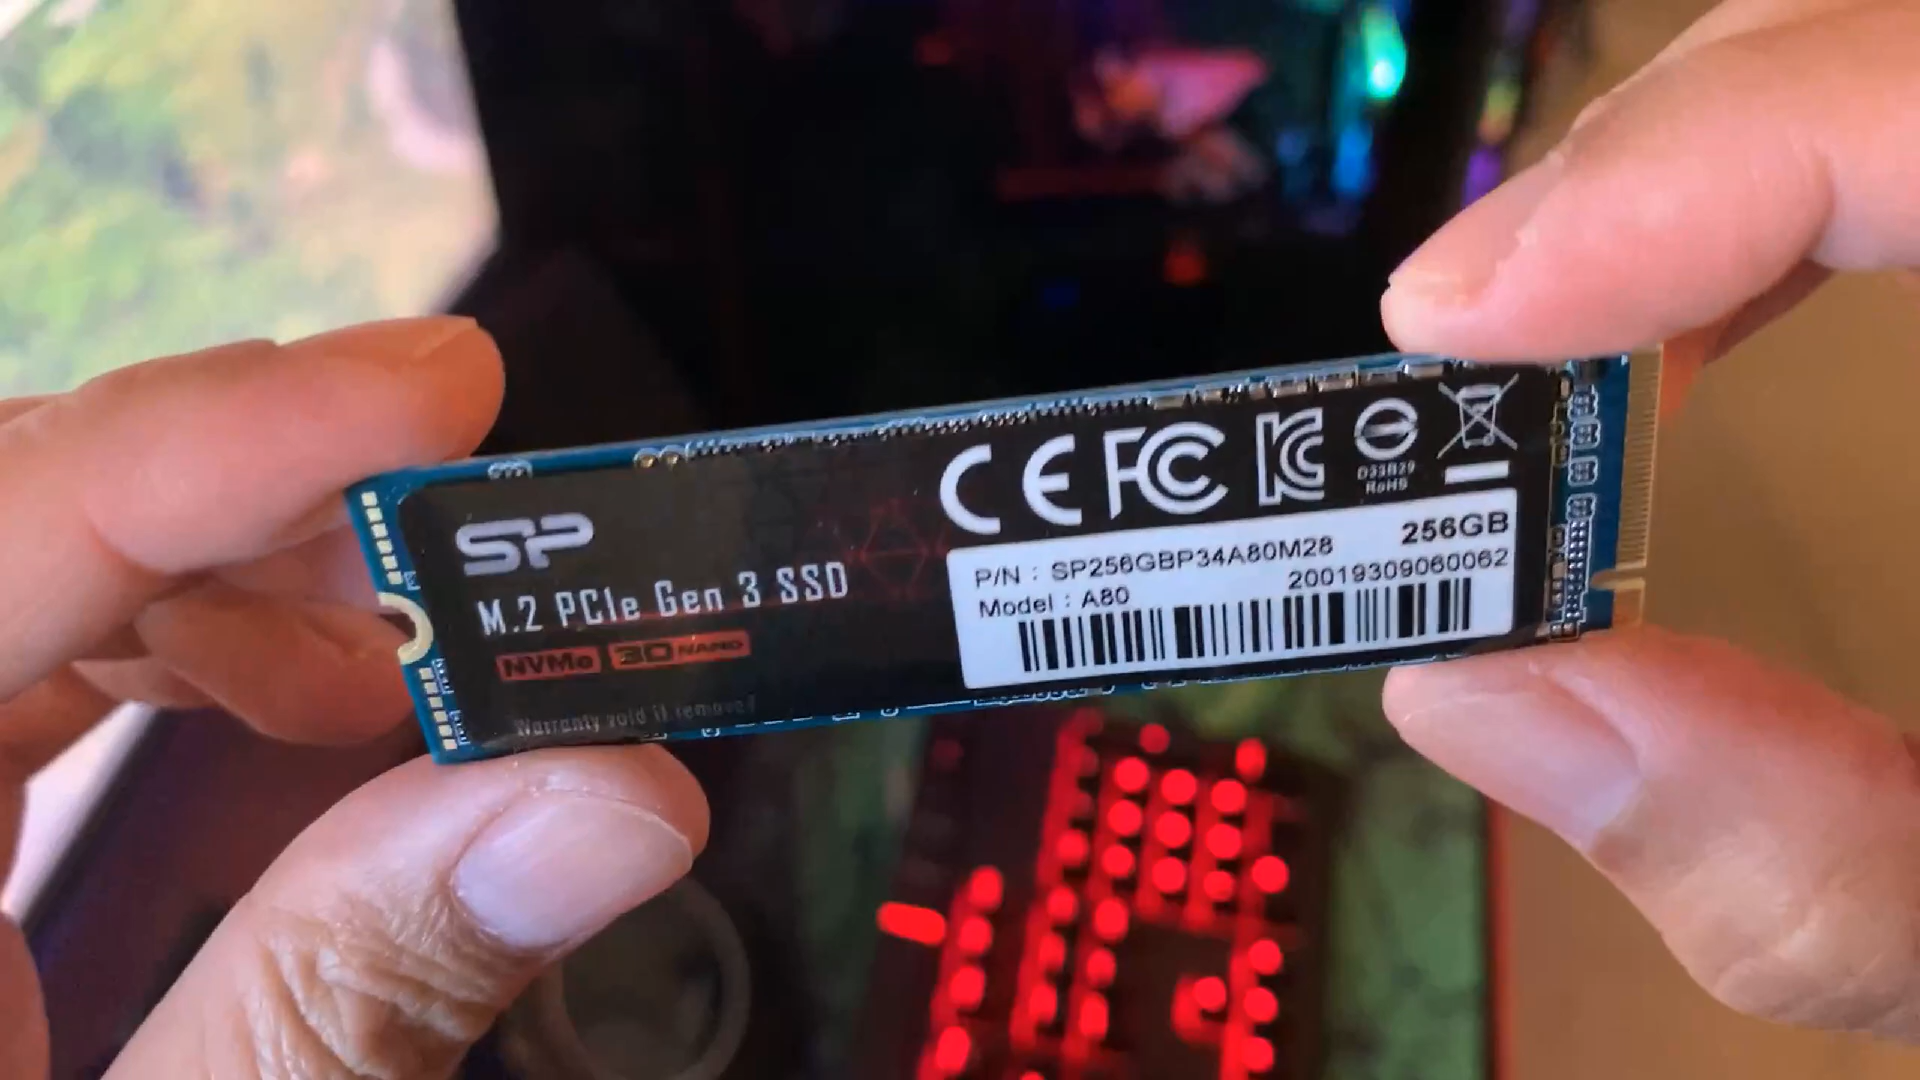 SP
M.2 PCIe Gen 3 SSD
NVMe 3D NAND
Warranty void if removed
CE FC KC
D33B29
RoHS
256GB
P/N : SP256GBP34A80M28
20019309060062
Model : A80